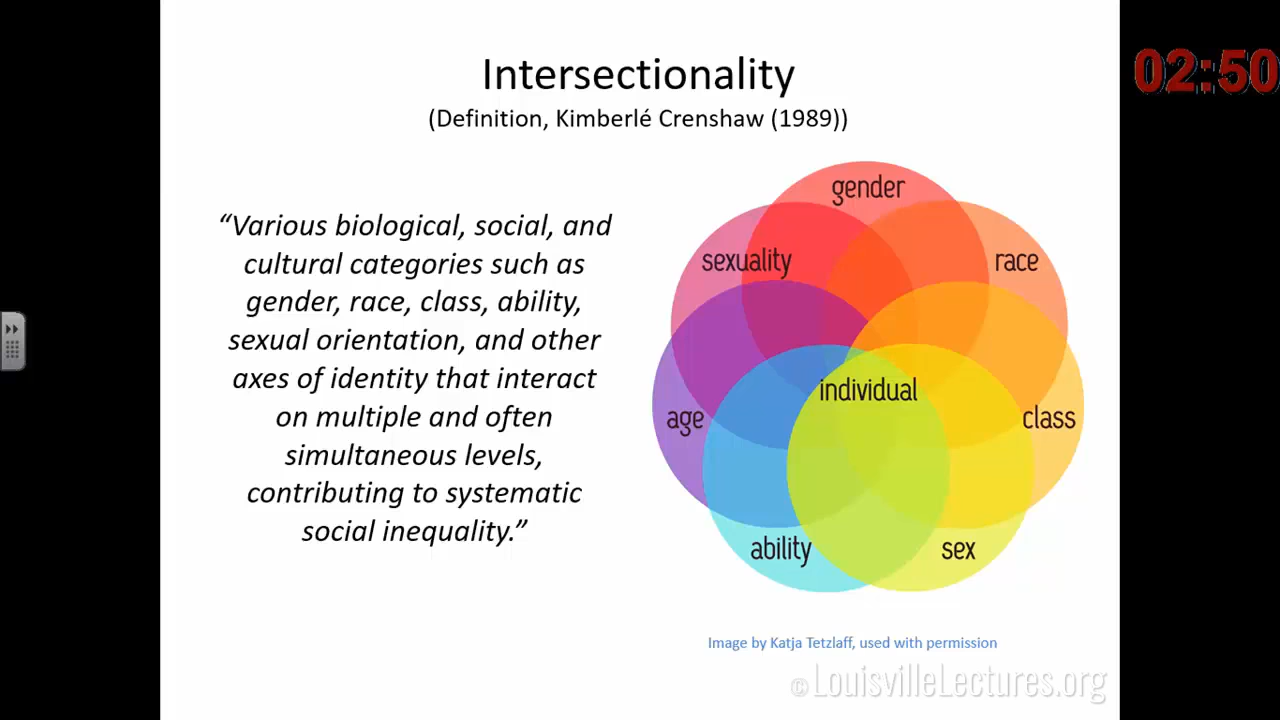 Intersectionality
(Definition, Kimberlé Crenshaw (1989))
02:50
“Various biological, social, and
cultural categories such as
gender, race, class, ability,
sexual orientation, and other
axes of identity that interact
on multiple and often
simultaneous levels,
contributing to systematic
social inequality.”
gender
sexuality
race
individual
age
class
ability
sex
Image by Katja Tetzlaff, used with permission
©LouisvilleLectures.org